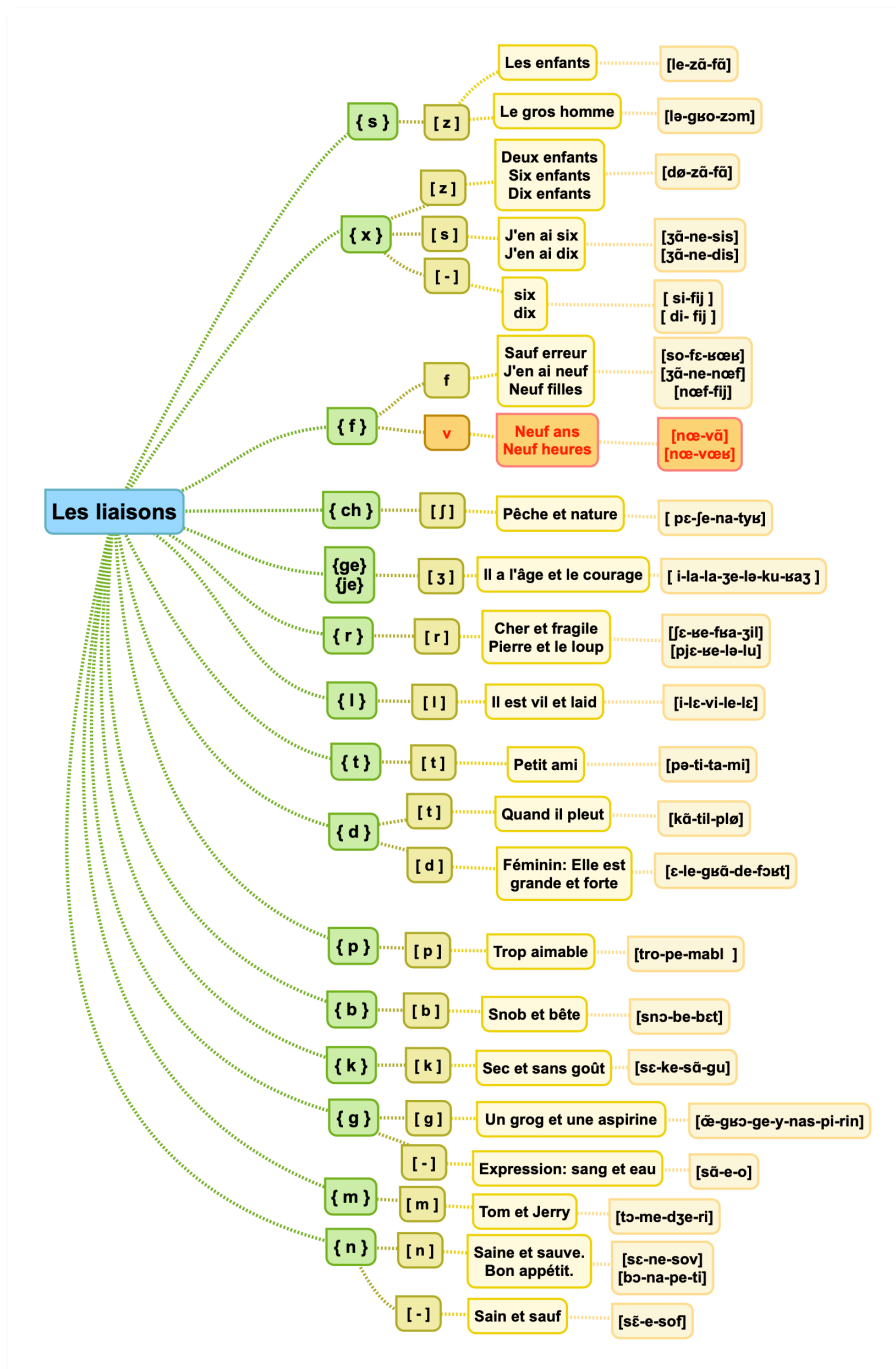 Les liaisons
{ s }
[ z ]
Les enfants
[le-zɑ̃-fɑ̃]
Le gros homme
[lə-gʁo-zɔm]
{ x }
[ z ]
Deux enfants
Six enfants
Dix enfants
[dø-zɑ̃-fɑ̃]
[ s ]
J'en ai six
J'en ai dix
[ʒɑ̃-ne-sis]
[ʒɑ̃-ne-dis]
[ - ]
six
dix
[ si-fij ]
[ di- fij ]
{ f }
f
Sauf erreur
J'en ai neuf
Neuf filles
[so-fɛ-ʁœʁ]
[ʒɑ̃-ne-nœf]
[nœf-fij]
v
Neuf ans
Neuf heures
[nœ-vɑ̃]
[nœ-vœʁ]
{ ch }
[ ʃ ]
Pêche et nature
[ pɛ-ʃe-na-tyʁ]
{ge}
{je}
[ ʒ ]
Il a l'âge et le courage
[ i-la-la-ʒe-lə-ku-ʁaʒ ]
{ r }
[ r ]
Cher et fragile
Pierre et le loup
[ʃɛ-ʁe-fʁa-ʒil]
[pjɛ-ʁe-lə-lu]
{ l }
[ l ]
Il est vil et laid
[i-lɛ-vi-le-lɛ]
{ t }
[ t ]
Petit ami
[pə-ti-ta-mi]
{ d }
[ t ]
Quand il pleut
[kɑ̃-til-plø]
[ d ]
Féminin: Elle est
grande et forte
[ɛ-le-gʁɑ̃-de-fɔʁt]
{ p }
[ p ]
Trop aimable
[tro-pe-mabl  ]
{ b }
[ b ]
Snob et bête
[snɔ-be-bɛt]
{ k }
[ k ]
Sec et sans goût
[sɛ-ke-sɑ̃-gu]
{ g }
[ g ]
Un grog et une aspirine
[œ̃-gʁɔ-ge-y-nas-pi-rin]
[ - ]
Expression: sang et eau
[sɑ̃-e-o]
{ m }
[ m ]
Tom et Jerry
[tɔ-me-dʒe-ri]
{ n }
[ n ]
Saine et sauve.
Bon appétit.
[sɛ-ne-sov]
[bɔ-na-pe-ti]
[ - ]
Sain et sauf
[sɛ̃-e-sof]